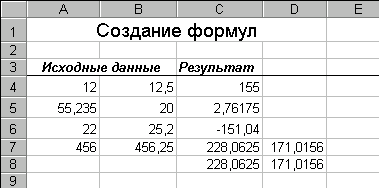 A B C D E
1 Создание формул
2
3 Исходные данные Результат
4 12 12,5 155
5 55,235 20 2,76175
6 22 25,2 -151,04
7 456 456,25 228,0625 171,0156
8 228,0625 171,0156